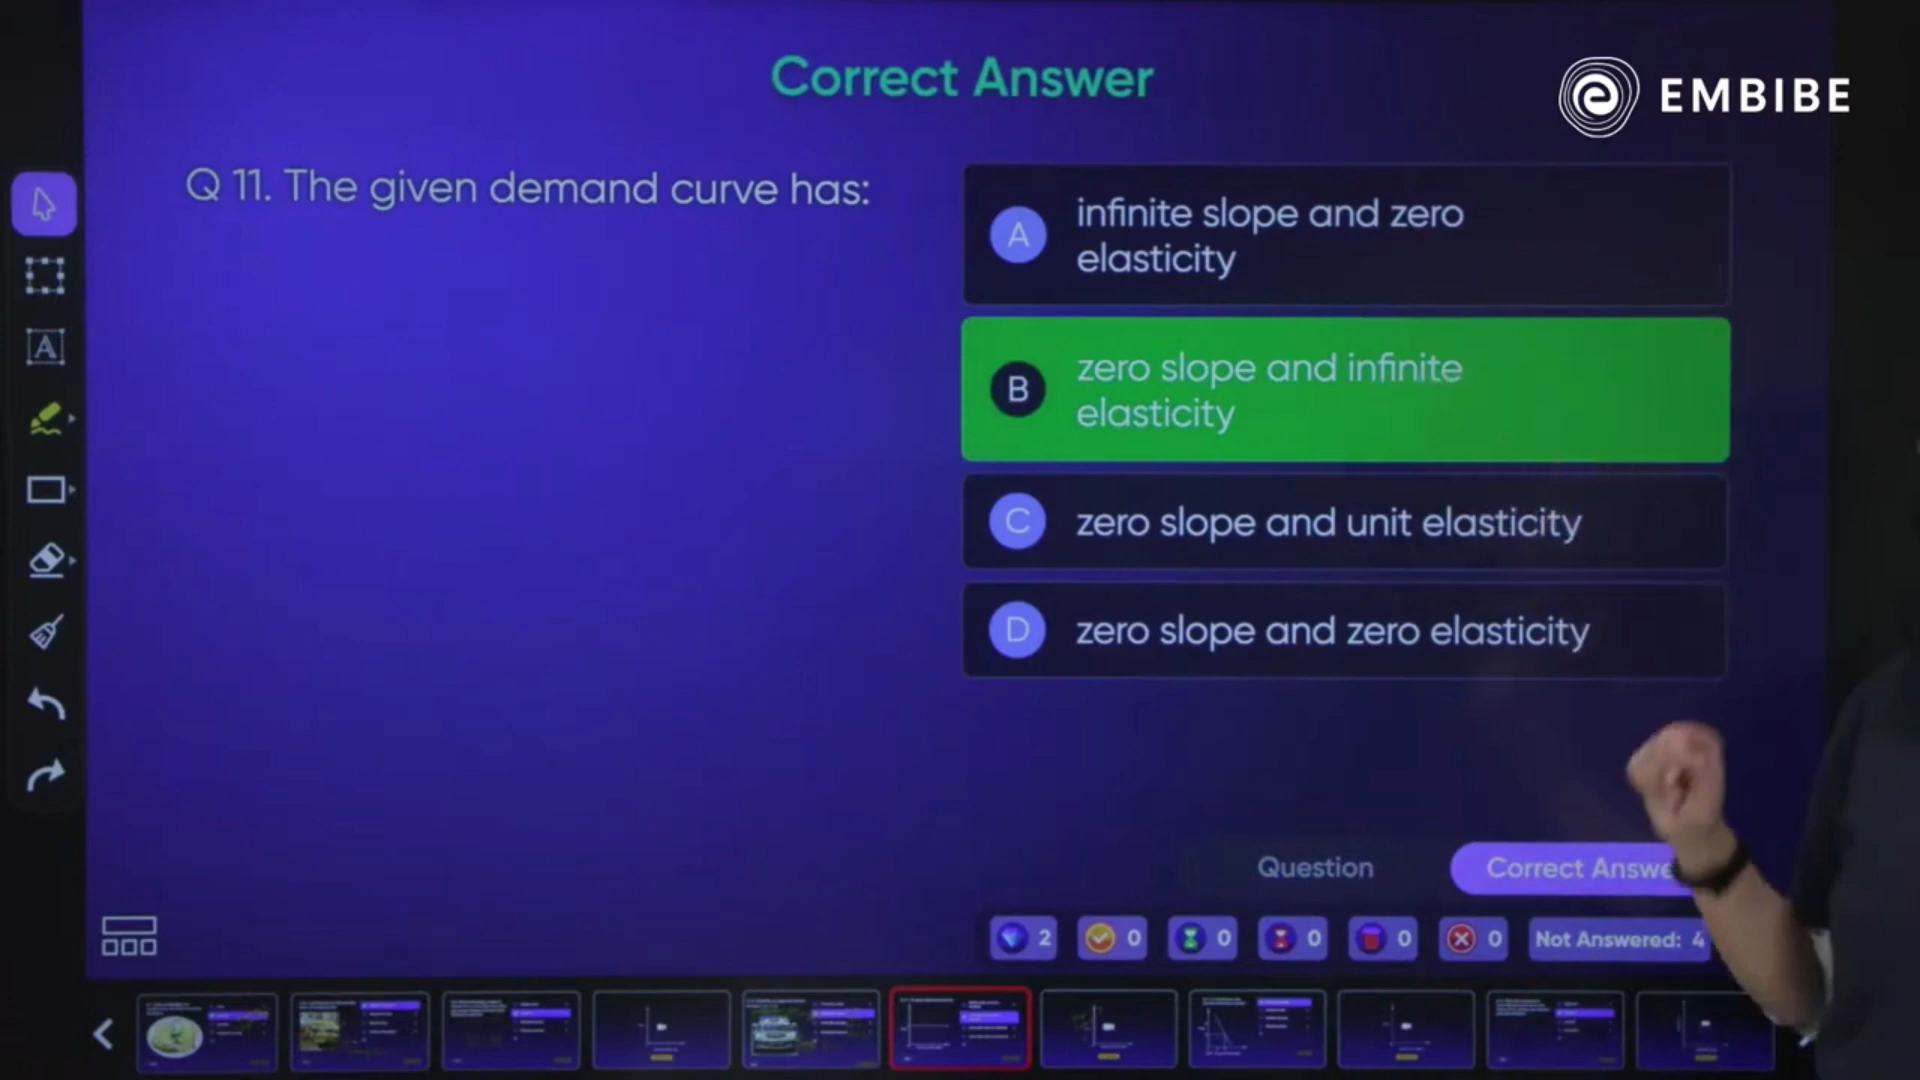 Correct Answer
EMBIBE
Q 11. The given demand curve has:
A
infinite slope and zero
elasticity
B
zero slope and infinite
elasticity
C
zero slope and unit elasticity
D
zero slope and zero elasticity
Question
Correct Answe
2
0
0
0
0
0
Not Answered: 4
A